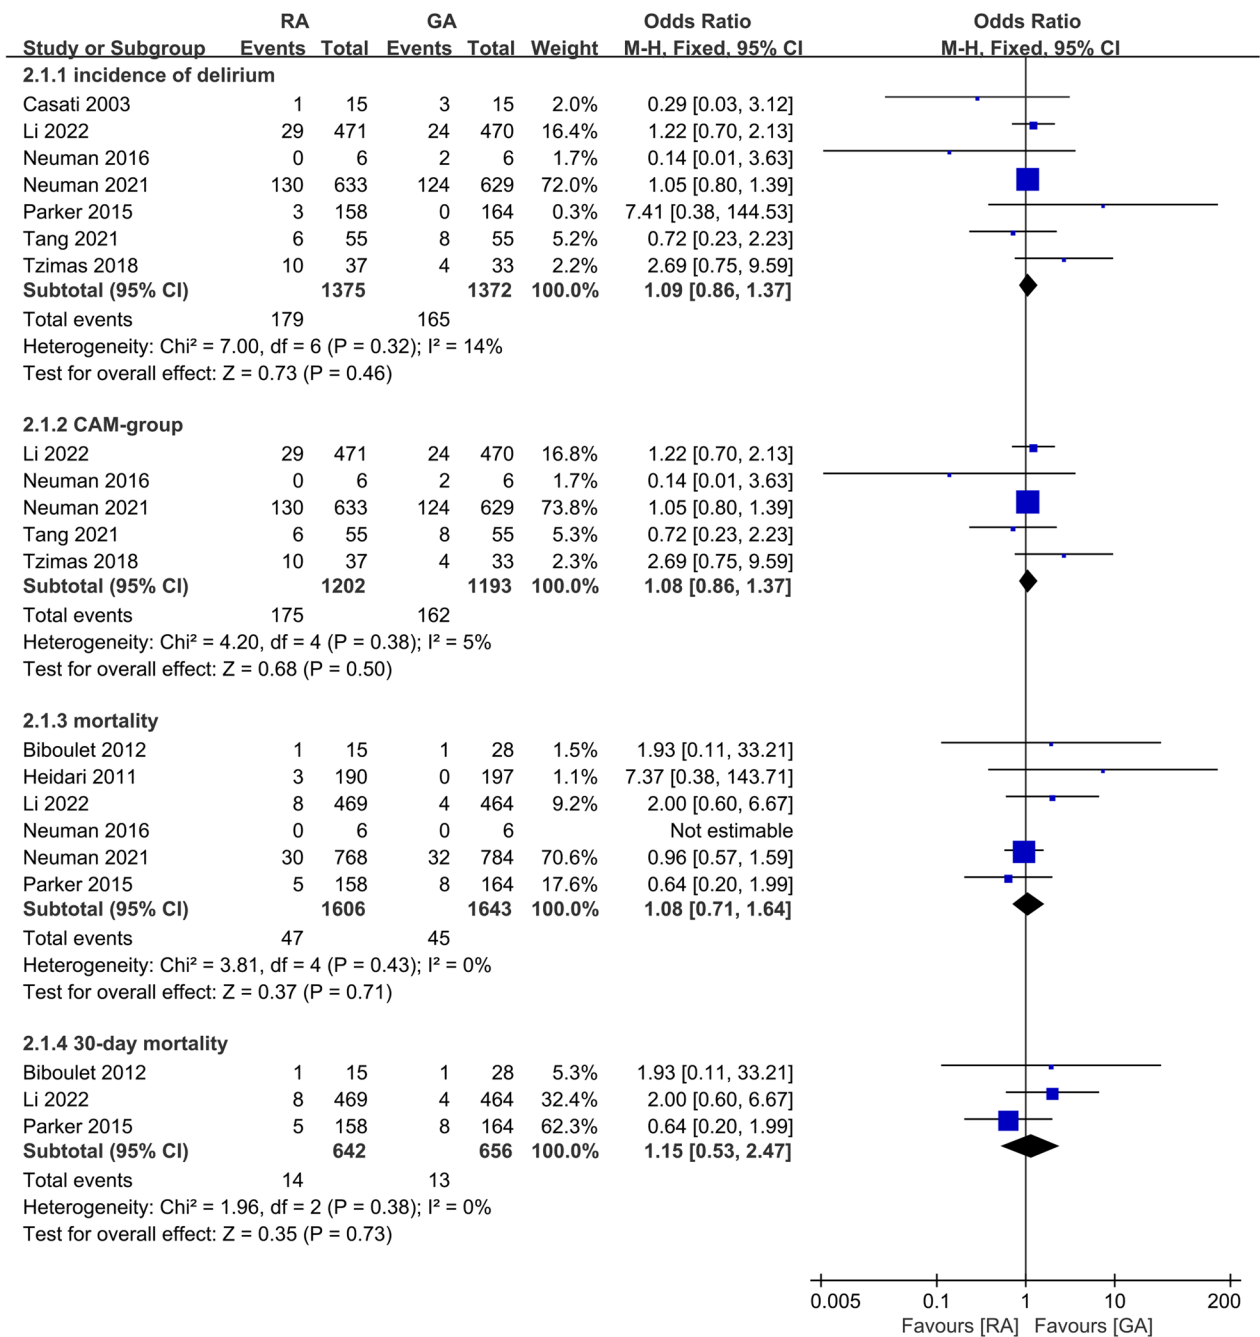 RA GA Odds Ratio Odds Ratio
Study or Subgroup Events Total Events Total Weight M-H, Fixed, 95% CI M-H, Fixed, 95% CI
2.1.1 incidence of delirium
Casati 2003 1 15 3 15 2.0% 0.29 [0.03, 3.12]
Li 2022 29 471 24 470 16.4% 1.22 [0.70, 2.13]
Neuman 2016 0 6 2 6 1.7% 0.14 [0.01, 3.63]
Neuman 2021 130 633 124 629 72.0% 1.05 [0.80, 1.39]
Parker 2015 3 158 0 164 0.3% 7.41 [0.38, 144.53]
Tang 2021 6 55 8 55 5.2% 0.72 [0.23, 2.23]
Tzimas 2018 10 37 4 33 2.2% 2.69 [0.75, 9.59]
Subtotal (95% CI) 1375 1372 100.0% 1.09 [0.86, 1.37]
Total events 179 165
Heterogeneity: Chi² = 7.00, df = 6 (P = 0.32); I² = 14%
Test for overall effect: Z = 0.73 (P = 0.46)
2.1.2 CAM-group
Li 2022 29 471 24 470 16.8% 1.22 [0.70, 2.13]
Neuman 2016 0 6 2 6 1.7% 0.14 [0.01, 3.63]
Neuman 2021 130 633 124 629 73.8% 1.05 [0.80, 1.39]
Tang 2021 6 55 8 55 5.3% 0.72 [0.23, 2.23]
Tzimas 2018 10 37 4 33 2.3% 2.69 [0.75, 9.59]
Subtotal (95% CI) 1202 1193 100.0% 1.08 [0.86, 1.37]
Total events 175 162
Heterogeneity: Chi² = 4.20, df = 4 (P = 0.38); I² = 5%
Test for overall effect: Z = 0.68 (P = 0.50)
2.1.3 mortality
Biboulet 2012 1 15 1 28 1.5% 1.93 [0.11, 33.21]
Heidari 2011 3 190 0 197 1.1% 7.37 [0.38, 143.71]
Li 2022 8 469 4 464 9.2% 2.00 [0.60, 6.67]
Neuman 2016 0 6 0 6 Not estimable
Neuman 2021 30 768 32 784 70.6% 0.96 [0.57, 1.59]
Parker 2015 5 158 8 164 17.6% 0.64 [0.20, 1.99]
Subtotal (95% CI) 1606 1643 100.0% 1.08 [0.71, 1.64]
Total events 47 45
Heterogeneity: Chi² = 3.81, df = 4 (P = 0.43); I² = 0%
Test for overall effect: Z = 0.37 (P = 0.71)
2.1.4 30-day mortality
Biboulet 2012 1 15 1 28 5.3% 1.93 [0.11, 33.21]
Li 2022 8 469 4 464 32.4% 2.00 [0.60, 6.67]
Parker 2015 5 158 8 164 62.3% 0.64 [0.20, 1.99]
Subtotal (95% CI) 642 656 100.0% 1.15 [0.53, 2.47]
Total events 14 13
Heterogeneity: Chi² = 1.96, df = 2 (P = 0.38); I² = 0%
Test for overall effect: Z = 0.35 (P = 0.73)
0.005 0.1 1 10 200
Favours [RA] Favours [GA]